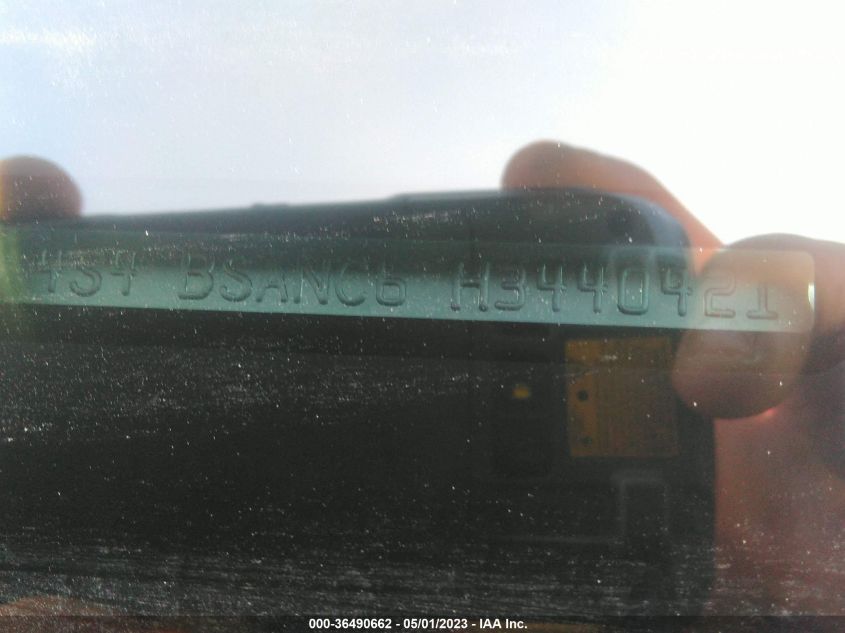 4S4 BSANC6 H3440421
000-36490662 - 05/01/2023 - IAA Inc.